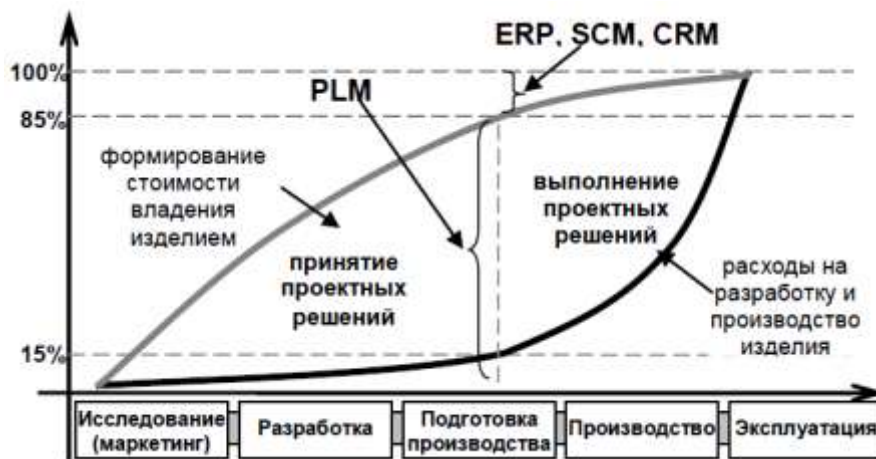 ERP, SCM, CRM
100%
PLM
85%
формирование
стоимости
владения
изделием
выполнение
проектных
решений
принятие
проектных
решений
расходы на
разработку и
производство
изделия
15%
Исследование
(маркетинг)
Разработка
Подготовка
производства
Производство
Эксплуатация